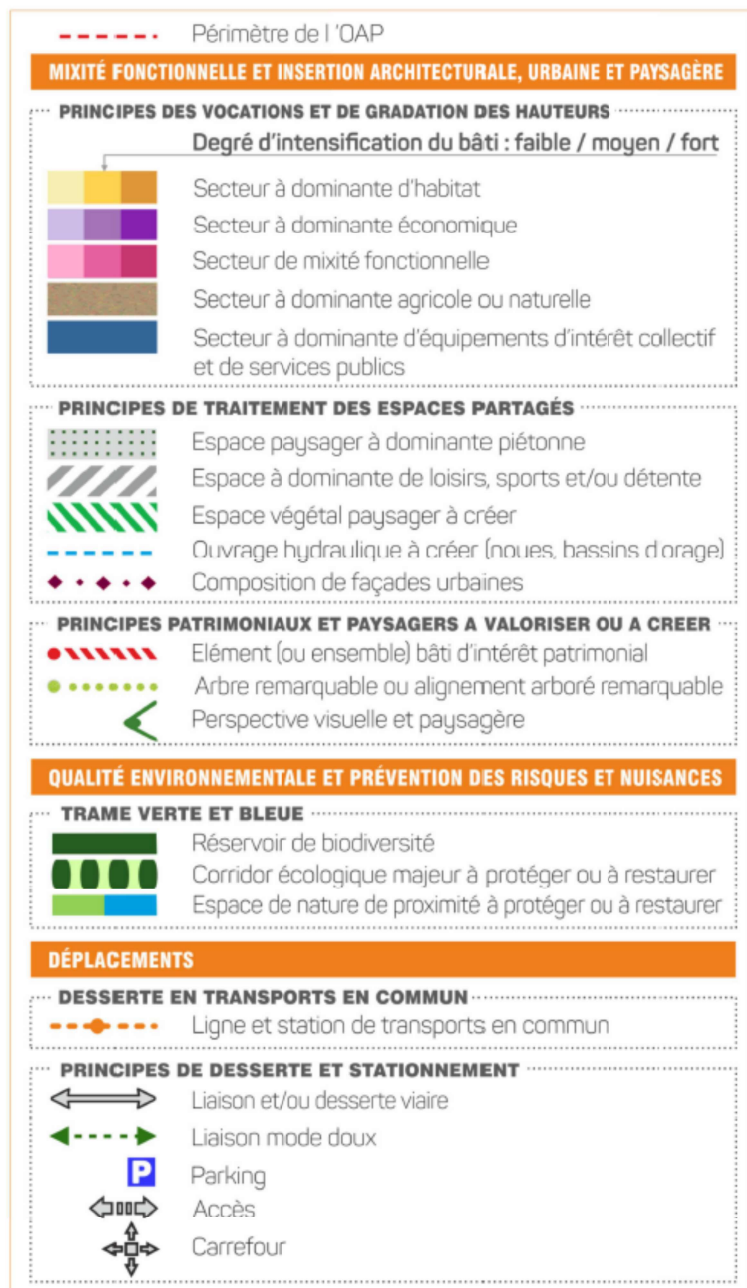 Périmètre de l 'OAP
MIXITÉ FONCTIONNELLE ET INSERTION ARCHITECTURALE, URBAINE ET PAYSAGÈRE
PRINCIPES DES VOCATIONS ET DE GRADATION DES HAUTEURS
Degré d'intensification du bâti : faible / moyen / fort
Secteur à dominante d'habitat
Secteur à dominante économique
Secteur de mixité fonctionnelle
Secteur à dominante agricole ou naturelle
Secteur à dominante d'équipements d'intérêt collectif
et de services publics
PRINCIPES DE TRAITEMENT DES ESPACES PARTAGÉS
Espace paysager à dominante piétonne
Espace à dominante de loisirs, sports et/ou détente
Espace végétal paysager à créer
Ouvrage hydraulique à créer (noues, bassins d'orage)
Composition de façades urbaines
PRINCIPES PATRIMONIAUX ET PAYSAGERS A VALORISER OU A CREER
Elément (ou ensemble) bâti d'intérêt patrimonial
Arbre remarquable ou alignement arboré remarquable
Perspective visuelle et paysagère
QUALITÉ ENVIRONNEMENTALE ET PRÉVENTION DES RISQUES ET NUISANCES
TRAME VERTE ET BLEUE
Réservoir de biodiversité
Corridor écologique majeur à protéger ou à restaurer
Espace de nature de proximité à protéger ou à restaurer
DÉPLACEMENTS
DESSERTE EN TRANSPORTS EN COMMUN
Ligne et station de transports en commun
PRINCIPES DE DESSERTE ET STATIONNEMENT
Liaison et/ou desserte viaire
Liaison mode doux
P Parking
Accès
Carrefour